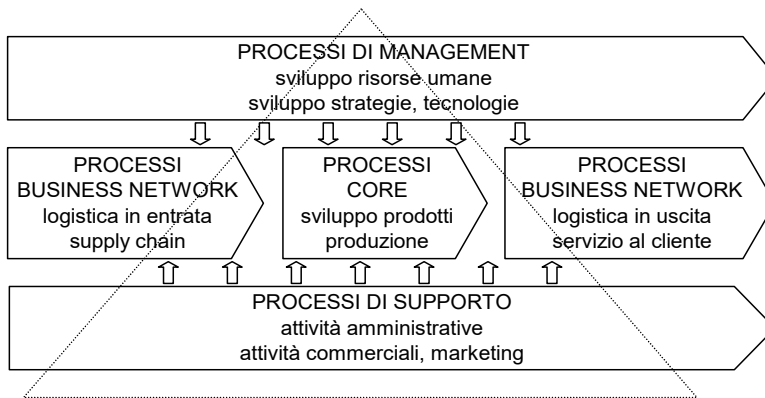 PROCESSI DI MANAGEMENT
sviluppo risorse umane
sviluppo strategie, tecnologie
PROCESSI
BUSINESS NETWORK
logistica in entrata
supply chain
PROCESSI
CORE
sviluppo prodotti
produzione
PROCESSI
BUSINESS NETWORK
logistica in uscita
servizio al cliente
PROCESSI DI SUPPORTO
attività amministrative
attività commerciali, marketing